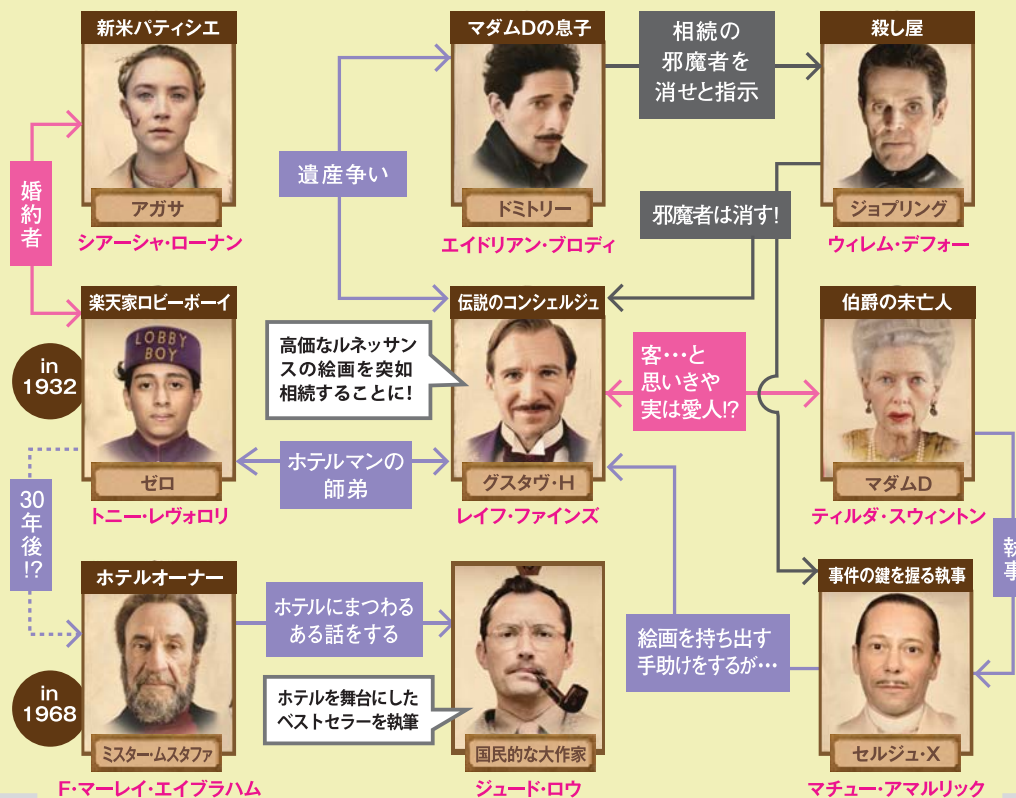 新米パティシエ
アガサ
シアーシャ・ローナン
マダムDの息子
ドミトリー
エイドリアン・ブロディ
相続の
邪魔者を
消せと指示
殺し屋
ジョプリング
ウィレム・デフォー
婚約者
遺産争い
邪魔者は消す!
in
1932
楽天家ロビーボーイ
LOBBY
BOY
ゼロ
トニー・レヴォロリ
高価なルネッサン
スの絵画を突如
相続することに!
ホテルマンの
師弟
伝説のコンシェルジュ
グスタヴ・H
レイフ・ファインズ
客…と
思いきや
実は愛人!?
伯爵の未亡人
マダムD
ティルダ・スウィントン
30年後!?
執事
in
1968
ホテルオーナー
ミスター・ムスタファ
F・マーレイ・エイブラハム
ホテルにまつわる
ある話をする
ホテルを舞台にした
ベストセラーを執筆
国民的な大作家
ジュード・ロウ
絵画を持ち出す
手助けをするが…
事件の鍵を握る執事
セルジュ・X
マチュー・アマルリック